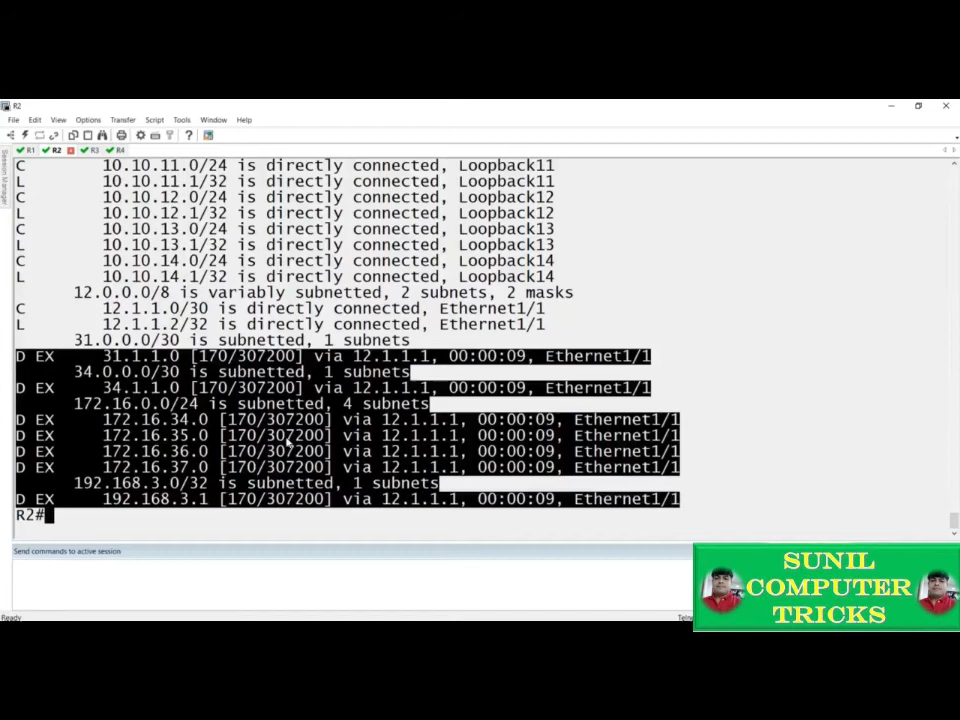 R2
File Edit View Options Transfer Script Tools Window Help
R1 R2 R3 R4
Session Manager
C 10.10.11.0/24 is directly connected, Loopback11
L 10.10.11.1/32 is directly connected, Loopback11
C 10.10.12.0/24 is directly connected, Loopback12
L 10.10.12.1/32 is directly connected, Loopback12
C 10.10.13.0/24 is directly connected, Loopback13
L 10.10.13.1/32 is directly connected, Loopback13
C 10.10.14.0/24 is directly connected, Loopback14
L 10.10.14.1/32 is directly connected, Loopback14
12.0.0.0/8 is variably subnetted, 2 subnets, 2 masks
C 12.1.1.0/30 is directly connected, Ethernet1/1
L 12.1.1.2/32 is directly connected, Ethernet1/1
31.0.0.0/30 is subnetted, 1 subnets
D EX 31.1.1.0 [170/307200] via 12.1.1.1, 00:00:09, Ethernet1/1
34.0.0.0/30 is subnetted, 1 subnets
D EX 34.1.1.0 [170/307200] via 12.1.1.1, 00:00:09, Ethernet1/1
172.16.0.0/24 is subnetted, 4 subnets
D EX 172.16.34.0 [170/307200] via 12.1.1.1, 00:00:09, Ethernet1/1
D EX 172.16.35.0 [170/307200] via 12.1.1.1, 00:00:09, Ethernet1/1
D EX 172.16.36.0 [170/307200] via 12.1.1.1, 00:00:09, Ethernet1/1
D EX 172.16.37.0 [170/307200] via 12.1.1.1, 00:00:09, Ethernet1/1
192.168.3.0/32 is subnetted, 1 subnets
D EX 192.168.3.1 [170/307200] via 12.1.1.1, 00:00:09, Ethernet1/1
R2#
Send commands to active session
Ready
SUNIL
COMPUTER
TRICKS